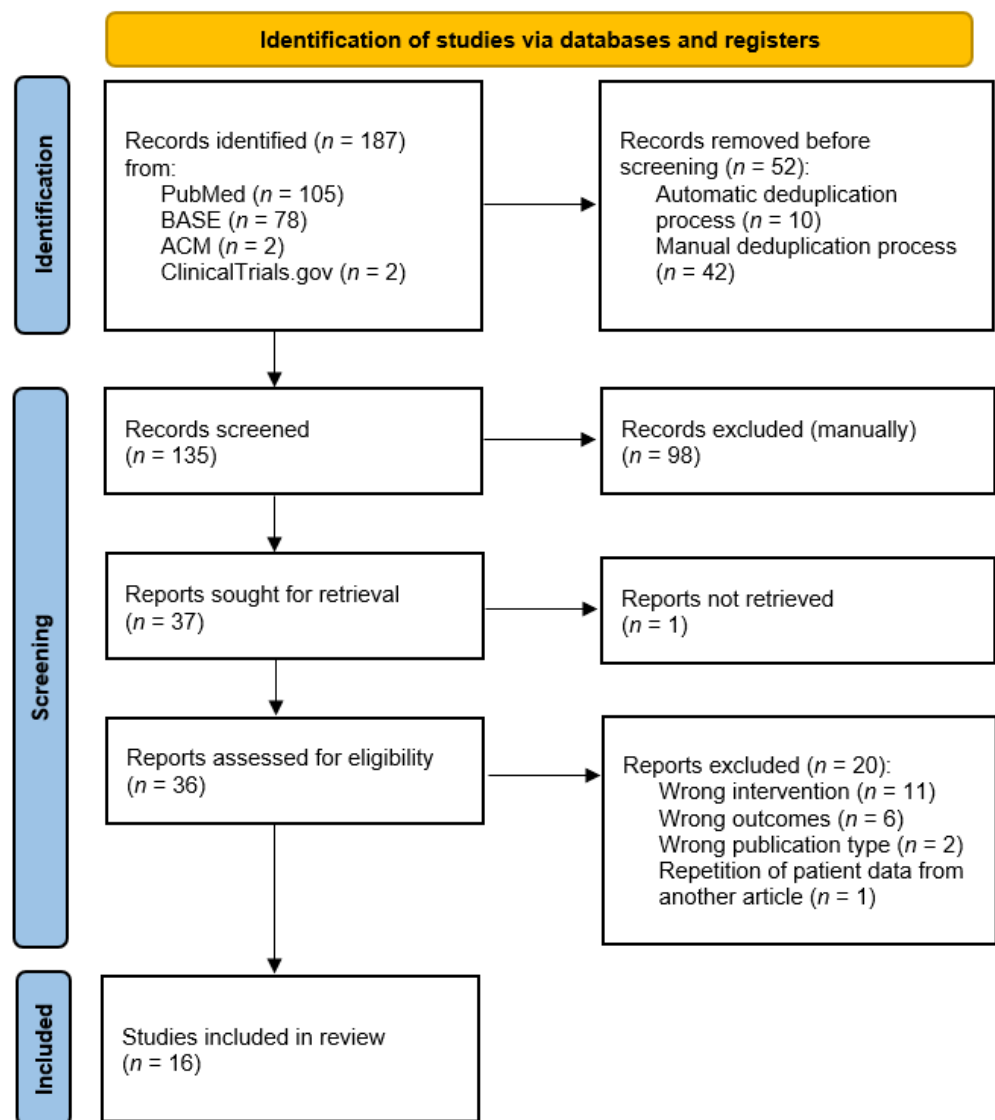 Identification of studies via databases and registers
Identification
Records identified (n = 187)
from:
PubMed (n = 105)
BASE (n = 78)
ACM (n = 2)
ClinicalTrials.gov (n = 2)
Records removed before
screening (n = 52):
Automatic deduplication
process (n = 10)
Manual deduplication process
(n = 42)
Screening
Records screened
(n = 135)
Records excluded (manually)
(n = 98)
Reports sought for retrieval
(n = 37)
Reports not retrieved
(n = 1)
Reports assessed for eligibility
(n = 36)
Reports excluded (n = 20):
Wrong intervention (n = 11)
Wrong outcomes (n = 6)
Wrong publication type (n = 2)
Repetition of patient data from
another article (n = 1)
Included
Studies included in review
(n = 16)